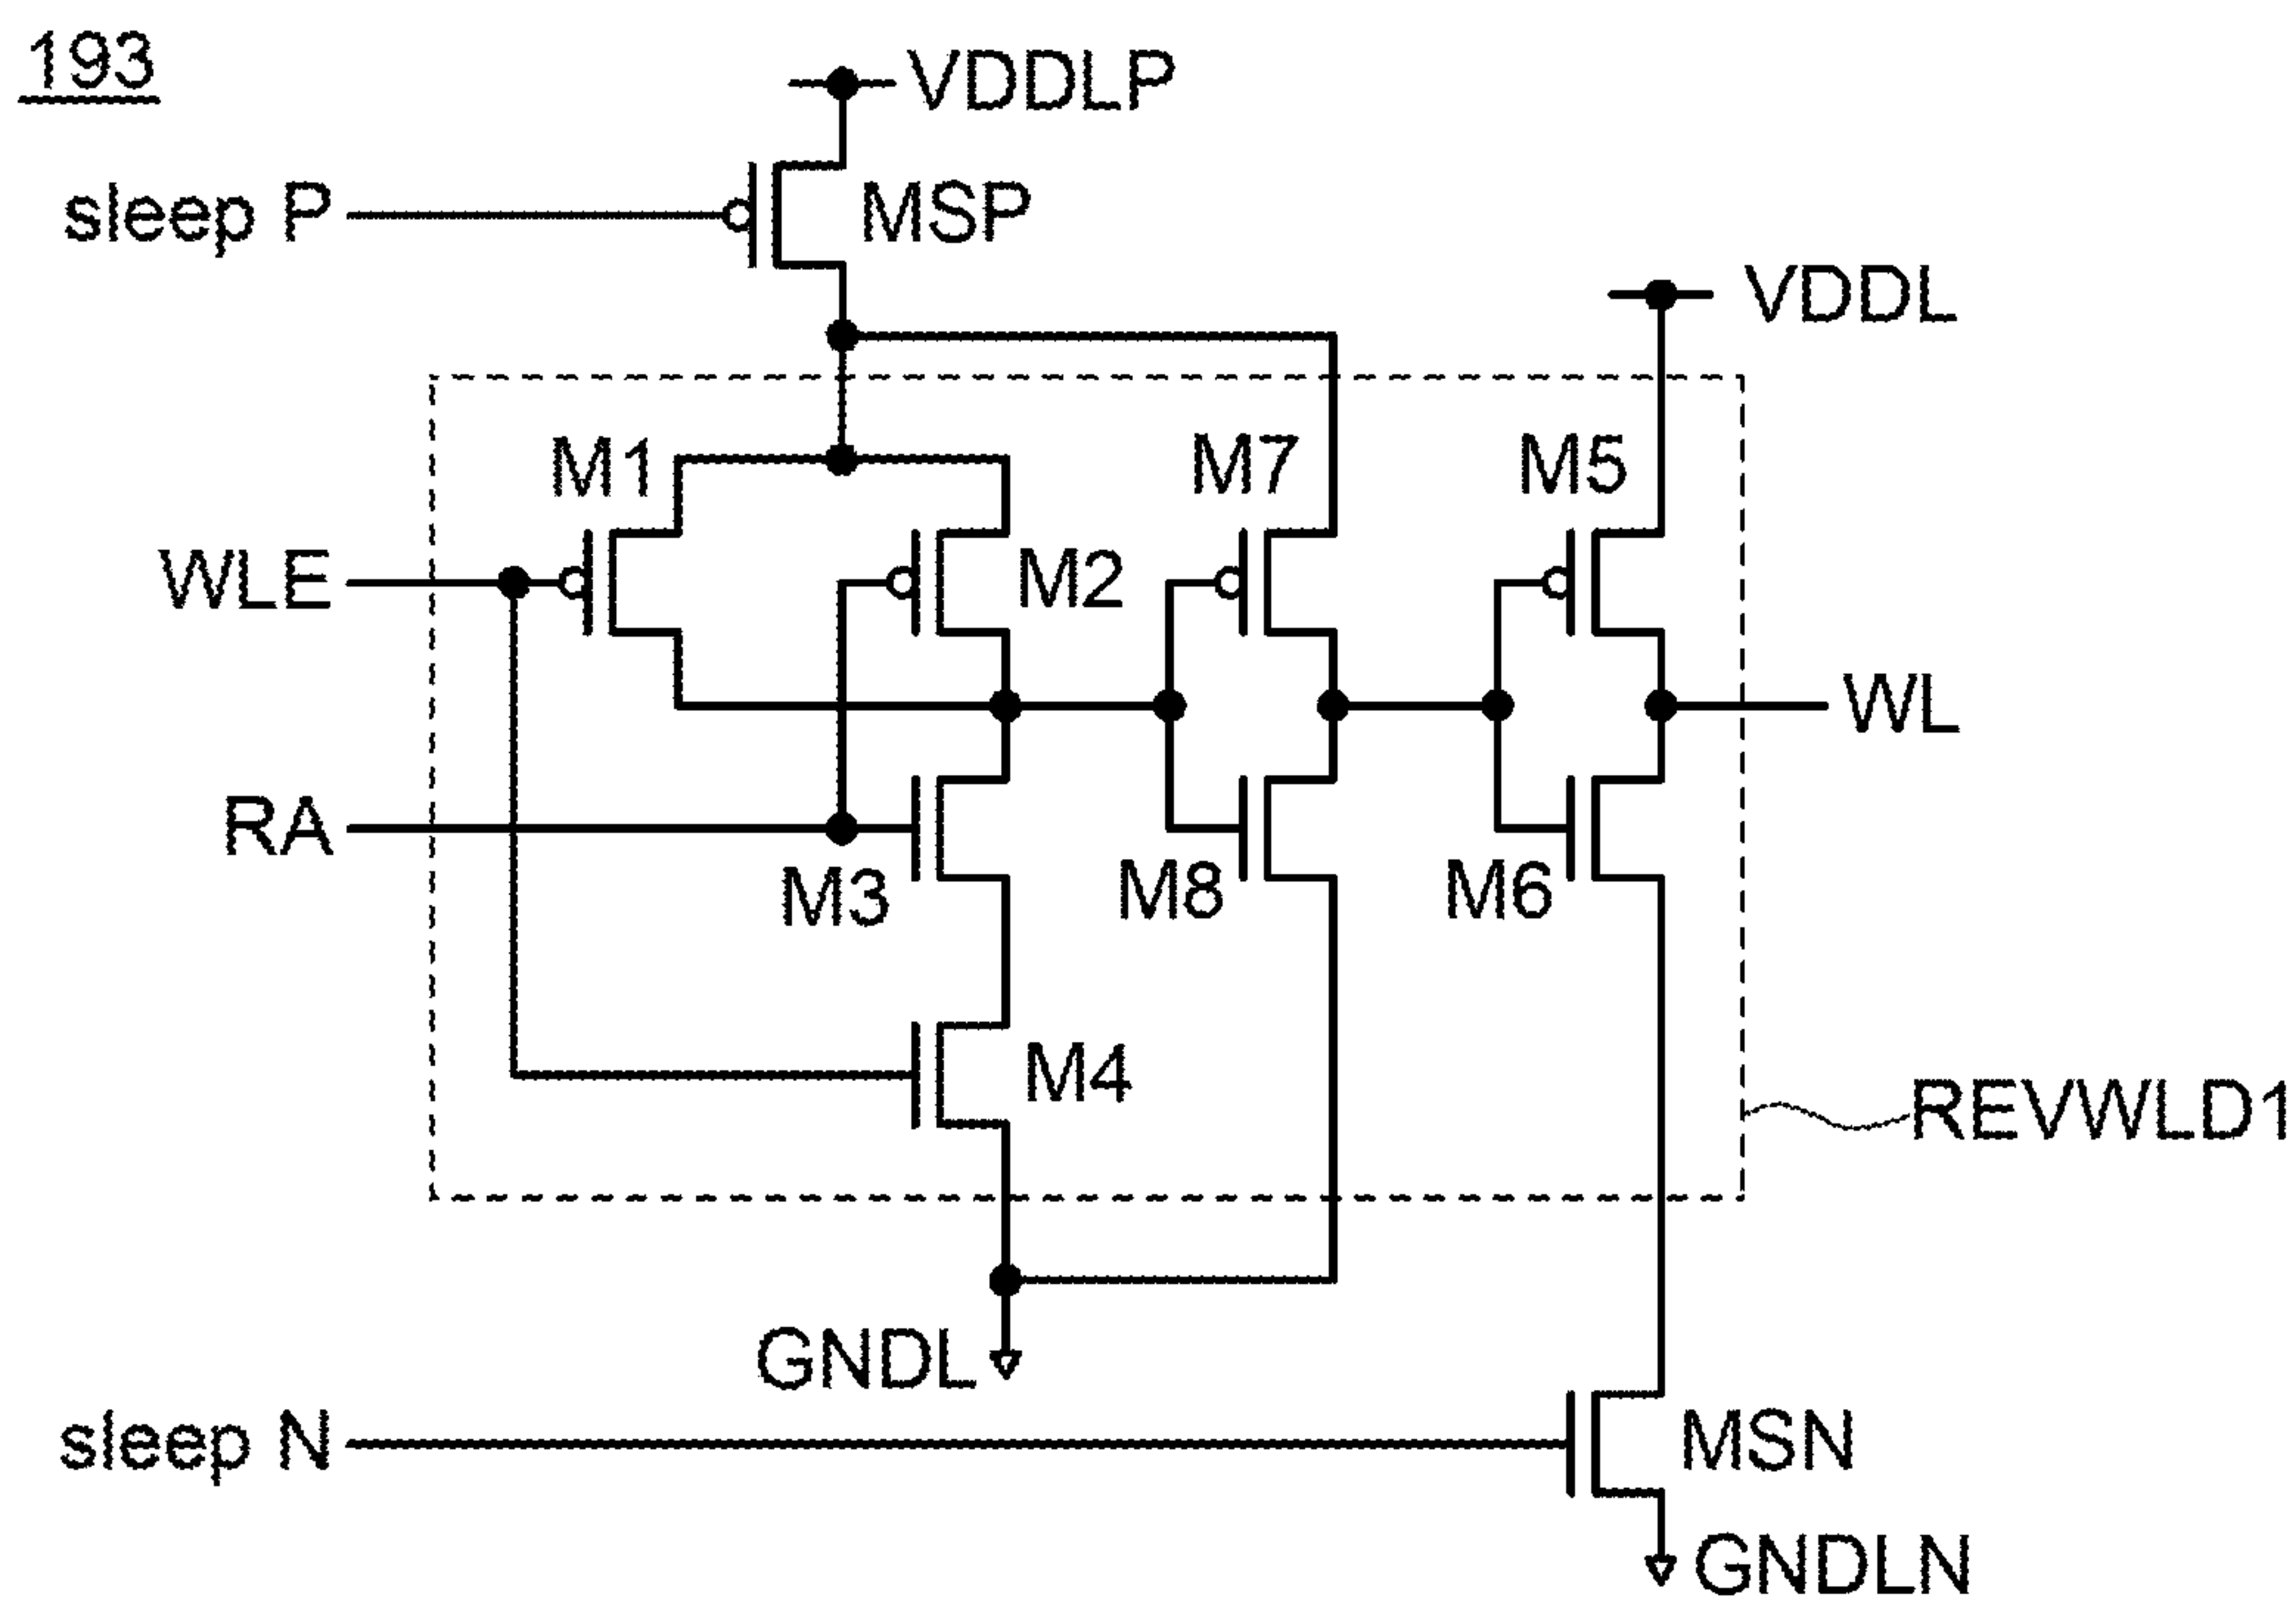 193
VDDLP
sleep P
MSP
VDDL
M1
M7
M5
WLE
M2
WL
RA
M3
M8
M6
M4
REVWLD1
GNDL
sleep N
MSN
GNDLN